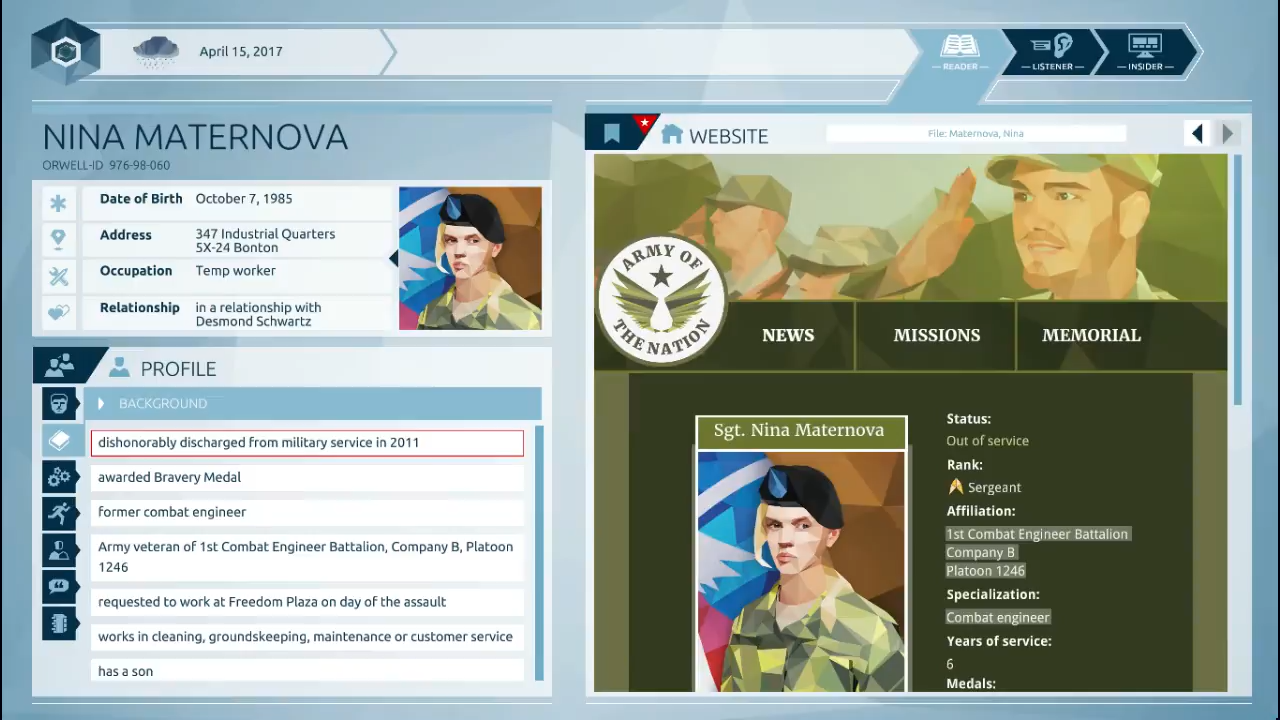 April 15, 2017
READER
LISTENER
INSIDER
NINA MATERNOVA
ORWELL-ID 976-98-060
Date of Birth October 7, 1985
Address 347 Industrial Quarters
5X-24 Bonton
Occupation Temp worker
Relationship in a relationship with
Desmond Schwartz
PROFILE
BACKGROUND
dishonorably discharged from military service in 2011
awarded Bravery Medal
former combat engineer
Army veteran of 1st Combat Engineer Battalion, Company B, Platoon
1246
requested to work at Freedom Plaza on day of the assault
works in cleaning, groundskeeping, maintenance or customer service
has a son
WEBSITE
File: Maternova, Nina
ARMY OF
THE NATION
NEWS
MISSIONS
MEMORIAL
Sgt. Nina Maternova
Status:
Out of service
Rank:
Sergeant
Affiliation:
1st Combat Engineer Battalion
Company B
Platoon 1246
Specialization:
Combat engineer
Years of service:
6
Medals: